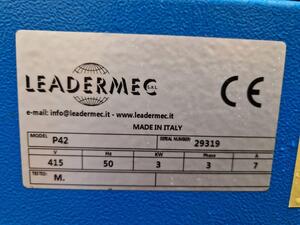 LEADERMEC S.R.L.
CE
e-mail: info@leadermec.it - www.leadermec.it
MADE IN ITALY
MODEL P42 SERIAL NUMBER: 29319
V Hz KW Phase A
415 50 3 3 7
TESTED: M.